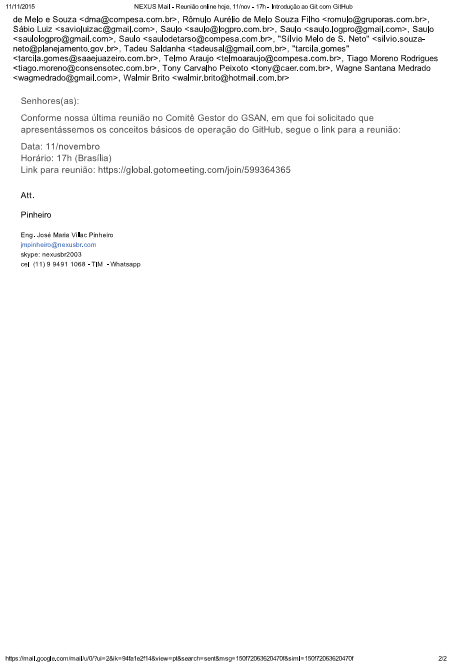 11/11/2015 NEXUS Mail - Reunião online hoje, 11/nov - 17h - Introdução ao Git com GitHub
de Melo e Souza <dma@compesa.com.br>, Rômulo Aurélio de Melo Souza Filho <romulo@gruporas.com.br>,
Sábio Luiz <savioluizac@gmail.com>, Saulo <saulo@logpro.com.br>, Saulo <saulo.logpro@gmail.com>, Saulo
<saulologpro@gmail.com>, Saulo <saulodetarso@compesa.com.br>, "Silvio Melo de S. Neto" <silvio.souza-
neto@planejamento.gov.br>, Tadeu Saldanha <tadeusal@gmail.com.br>, "tarcila.gomes"
<tarcila.gomes@saaejuazeiro.com.br>, Telmo Araujo <telmoaraujo@compesa.com.br>, Tiago Moreno Rodrigues
<tiago.moreno@consensotec.com.br>, Tony Carvalho Peixoto <tony@caer.com.br>, Wagne Santana Medrado
<wagmedrado@gmail.com>, Walmir Brito <walmir.brito@hotmail.com.br>
Senhores(as):
Conforme nossa última reunião no Comitê Gestor do GSAN, em que foi solicitado que
apresentássemos os conceitos básicos de operação do GitHub, segue o link para a reunião:
Data: 11/novembro
Horário: 17h (Brasília)
Link para reunião: https://global.gotomeeting.com/join/599364365
Att.
Pinheiro
Eng. José Maria Villac Pinheiro
jmpinheiro@nexusbr.com
skype: nexusbr2003
cel. (11) 9 9491 1068 - TIM - Whatsapp
https://mail.google.com/mail/u/0/?ui=2&ik=94fa1e2f14&view=pt&search=sent&msg=150f72063620470f&siml=150f72063620470f 2/2